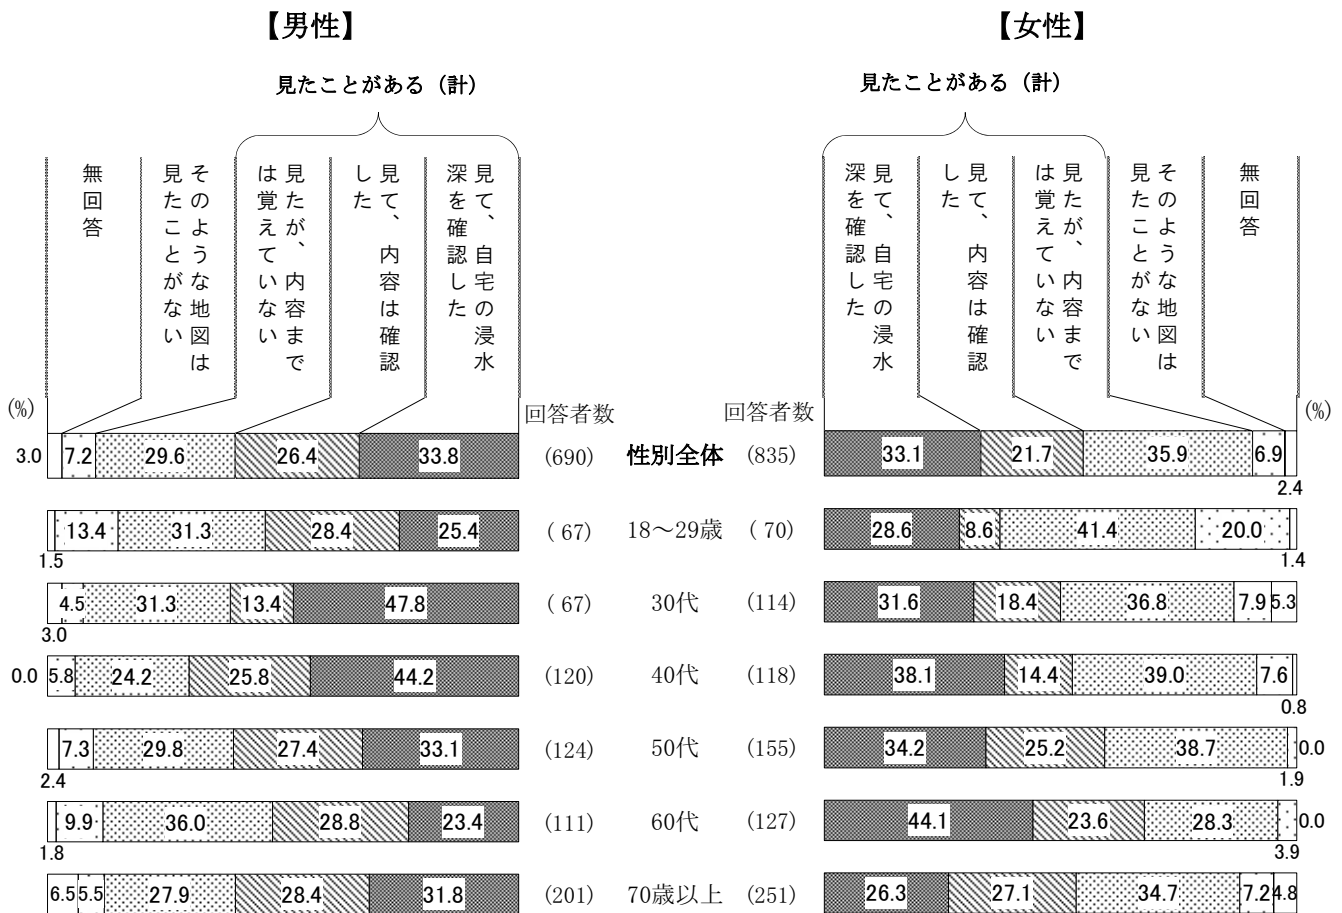 【男性】
【女性】
見たことがある（計）
見たことがある（計）
無回答
そのような地図は
見たことがない
見たが、内容まで
は覚えていない
見て、内容は確認
した
見て、自宅の浸水
深を確認した
見て、自宅の浸水
深を確認した
見て、内容は確認
した
見たが、内容まで
は覚えていない
そのような地図は
見たことがない
無回答
(%) 回答者数 回答者数 (%)
3.0 7.2 29.6 26.4 33.8 (690) 性別全体 (835) 33.1 21.7 35.9 6.9
2.4
13.4 31.3 28.4 25.4 ( 67) 18～29歳 ( 70) 28.6 8.6 41.4 20.0
1.5 1.4
4.5 31.3 13.4 47.8 ( 67) 30代 (114) 31.6 18.4 36.8 7.9 5.3
3.0
0.0 5.8 24.2 25.8 44.2 (120) 40代 (118) 38.1 14.4 39.0 7.6
0.8
7.3 29.8 27.4 33.1 (124) 50代 (155) 34.2 25.2 38.7 0.0
2.4 1.9
9.9 36.0 28.8 23.4 (111) 60代 (127) 44.1 23.6 28.3 0.0
1.8 3.9
6.5 5.5 27.9 28.4 31.8 (201) 70歳以上 (251) 26.3 27.1 34.7 7.2 4.8